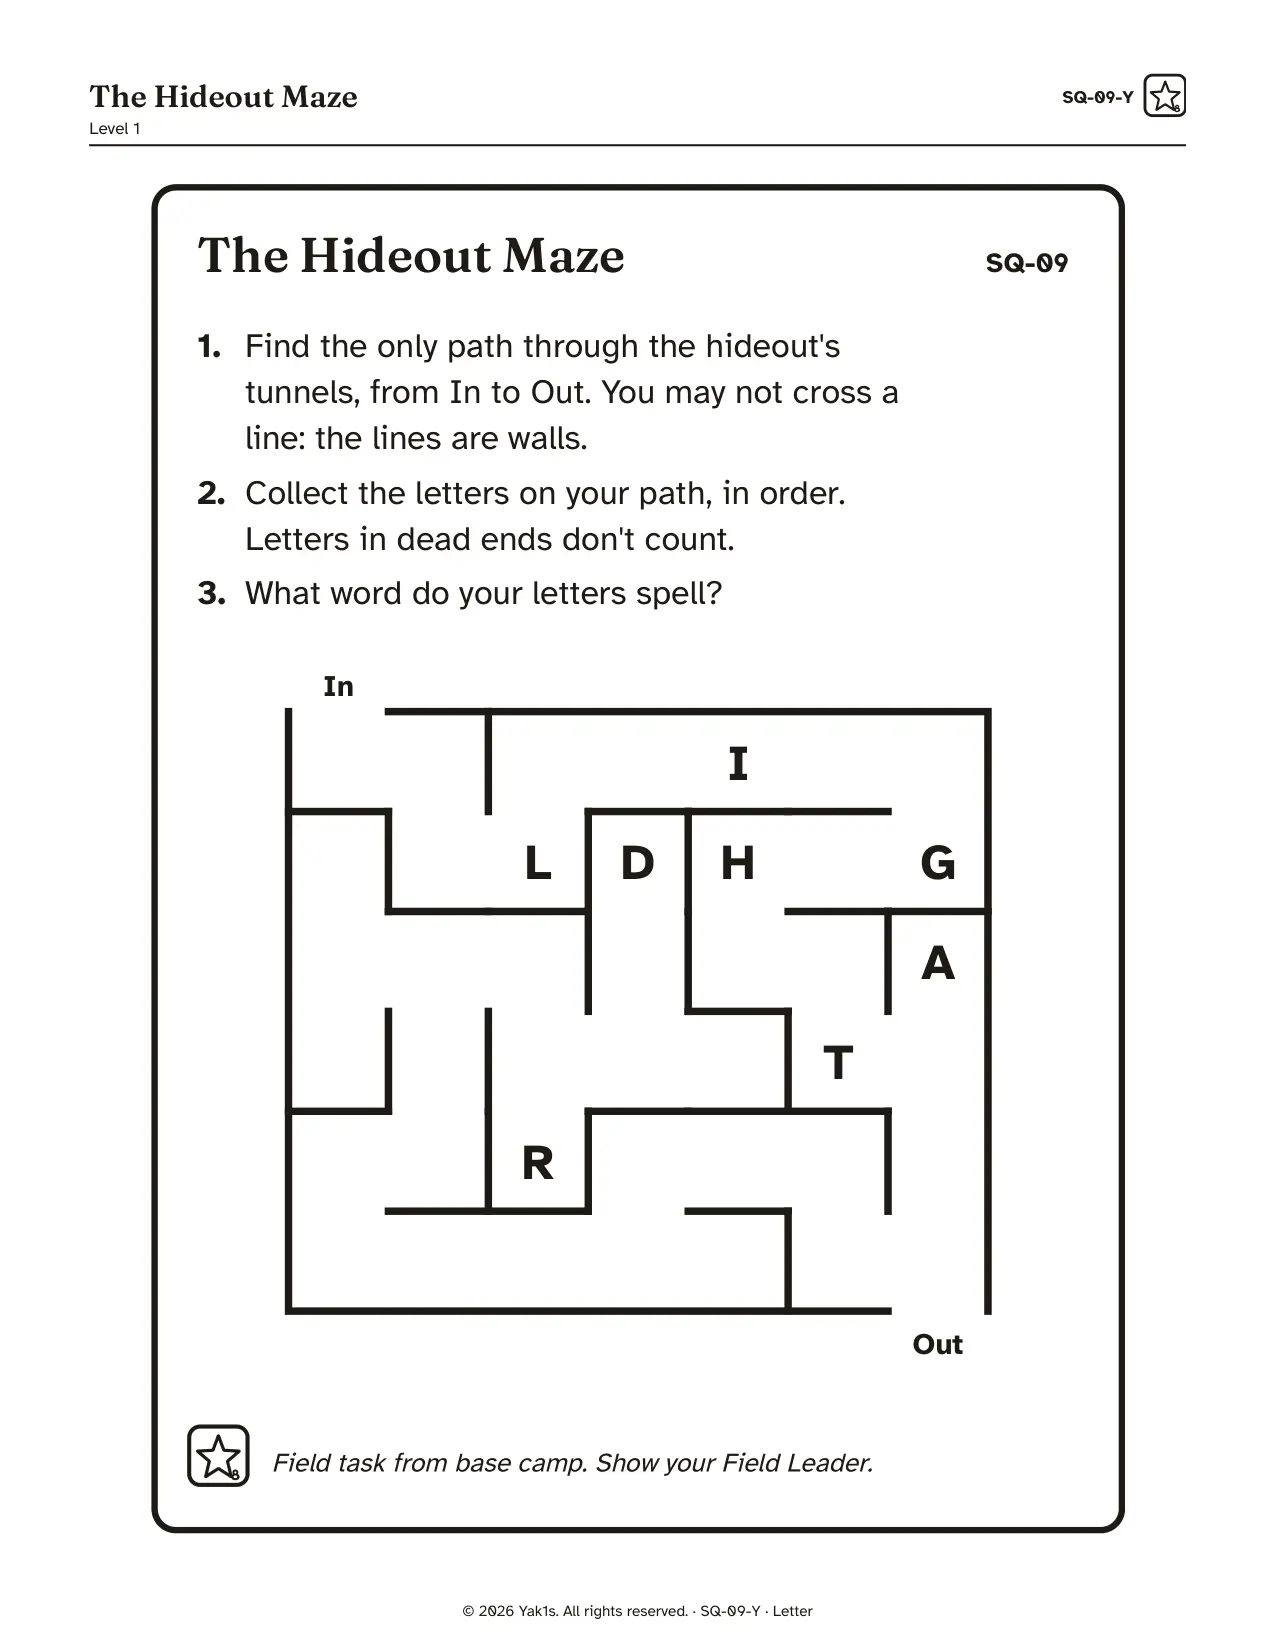 The Hideout Maze
SQ-09-Y
8
Level 1
The Hideout Maze
SQ-09
1. Find the only path through the hideout's
tunnels, from In to Out. You may not cross a
line: the lines are walls.
2. Collect the letters on your path, in order.
Letters in dead ends don't count.
3. What word do your letters spell?
In
I
L D H G
A
T
R
Out
8
Field task from base camp. Show your Field Leader.
© 2026 Yak1s. All rights reserved. · SQ-09-Y · Letter